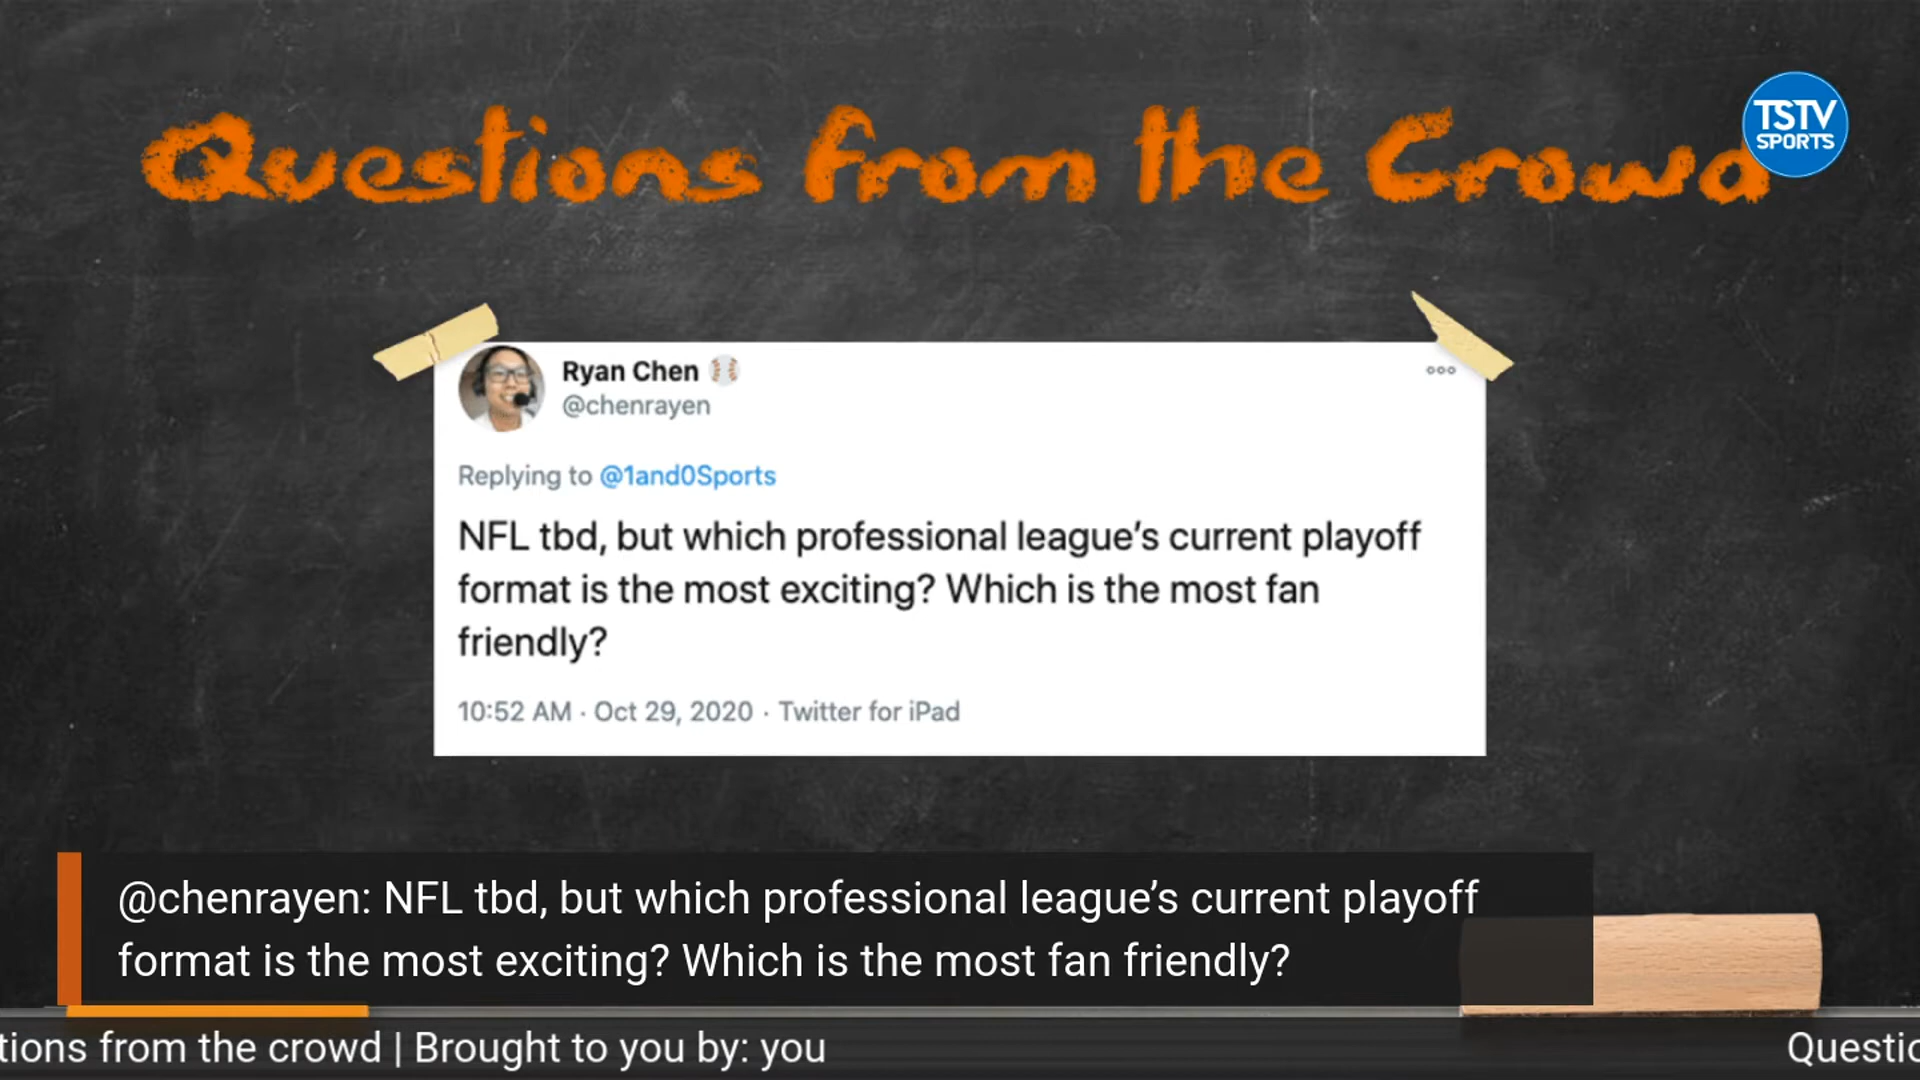 Questions from the Crowd
TSTV
SPORTS
Ryan Chen
@chenrayen
Replying to @1and0Sports
NFL tbd, but which professional league’s current playoff
format is the most exciting? Which is the most fan
friendly?
10:52 AM · Oct 29, 2020 · Twitter for iPad
@chenrayen: NFL tbd, but which professional league’s current playoff
format is the most exciting? Which is the most fan friendly?
tions from the crowd | Brought to you by: you
Questio